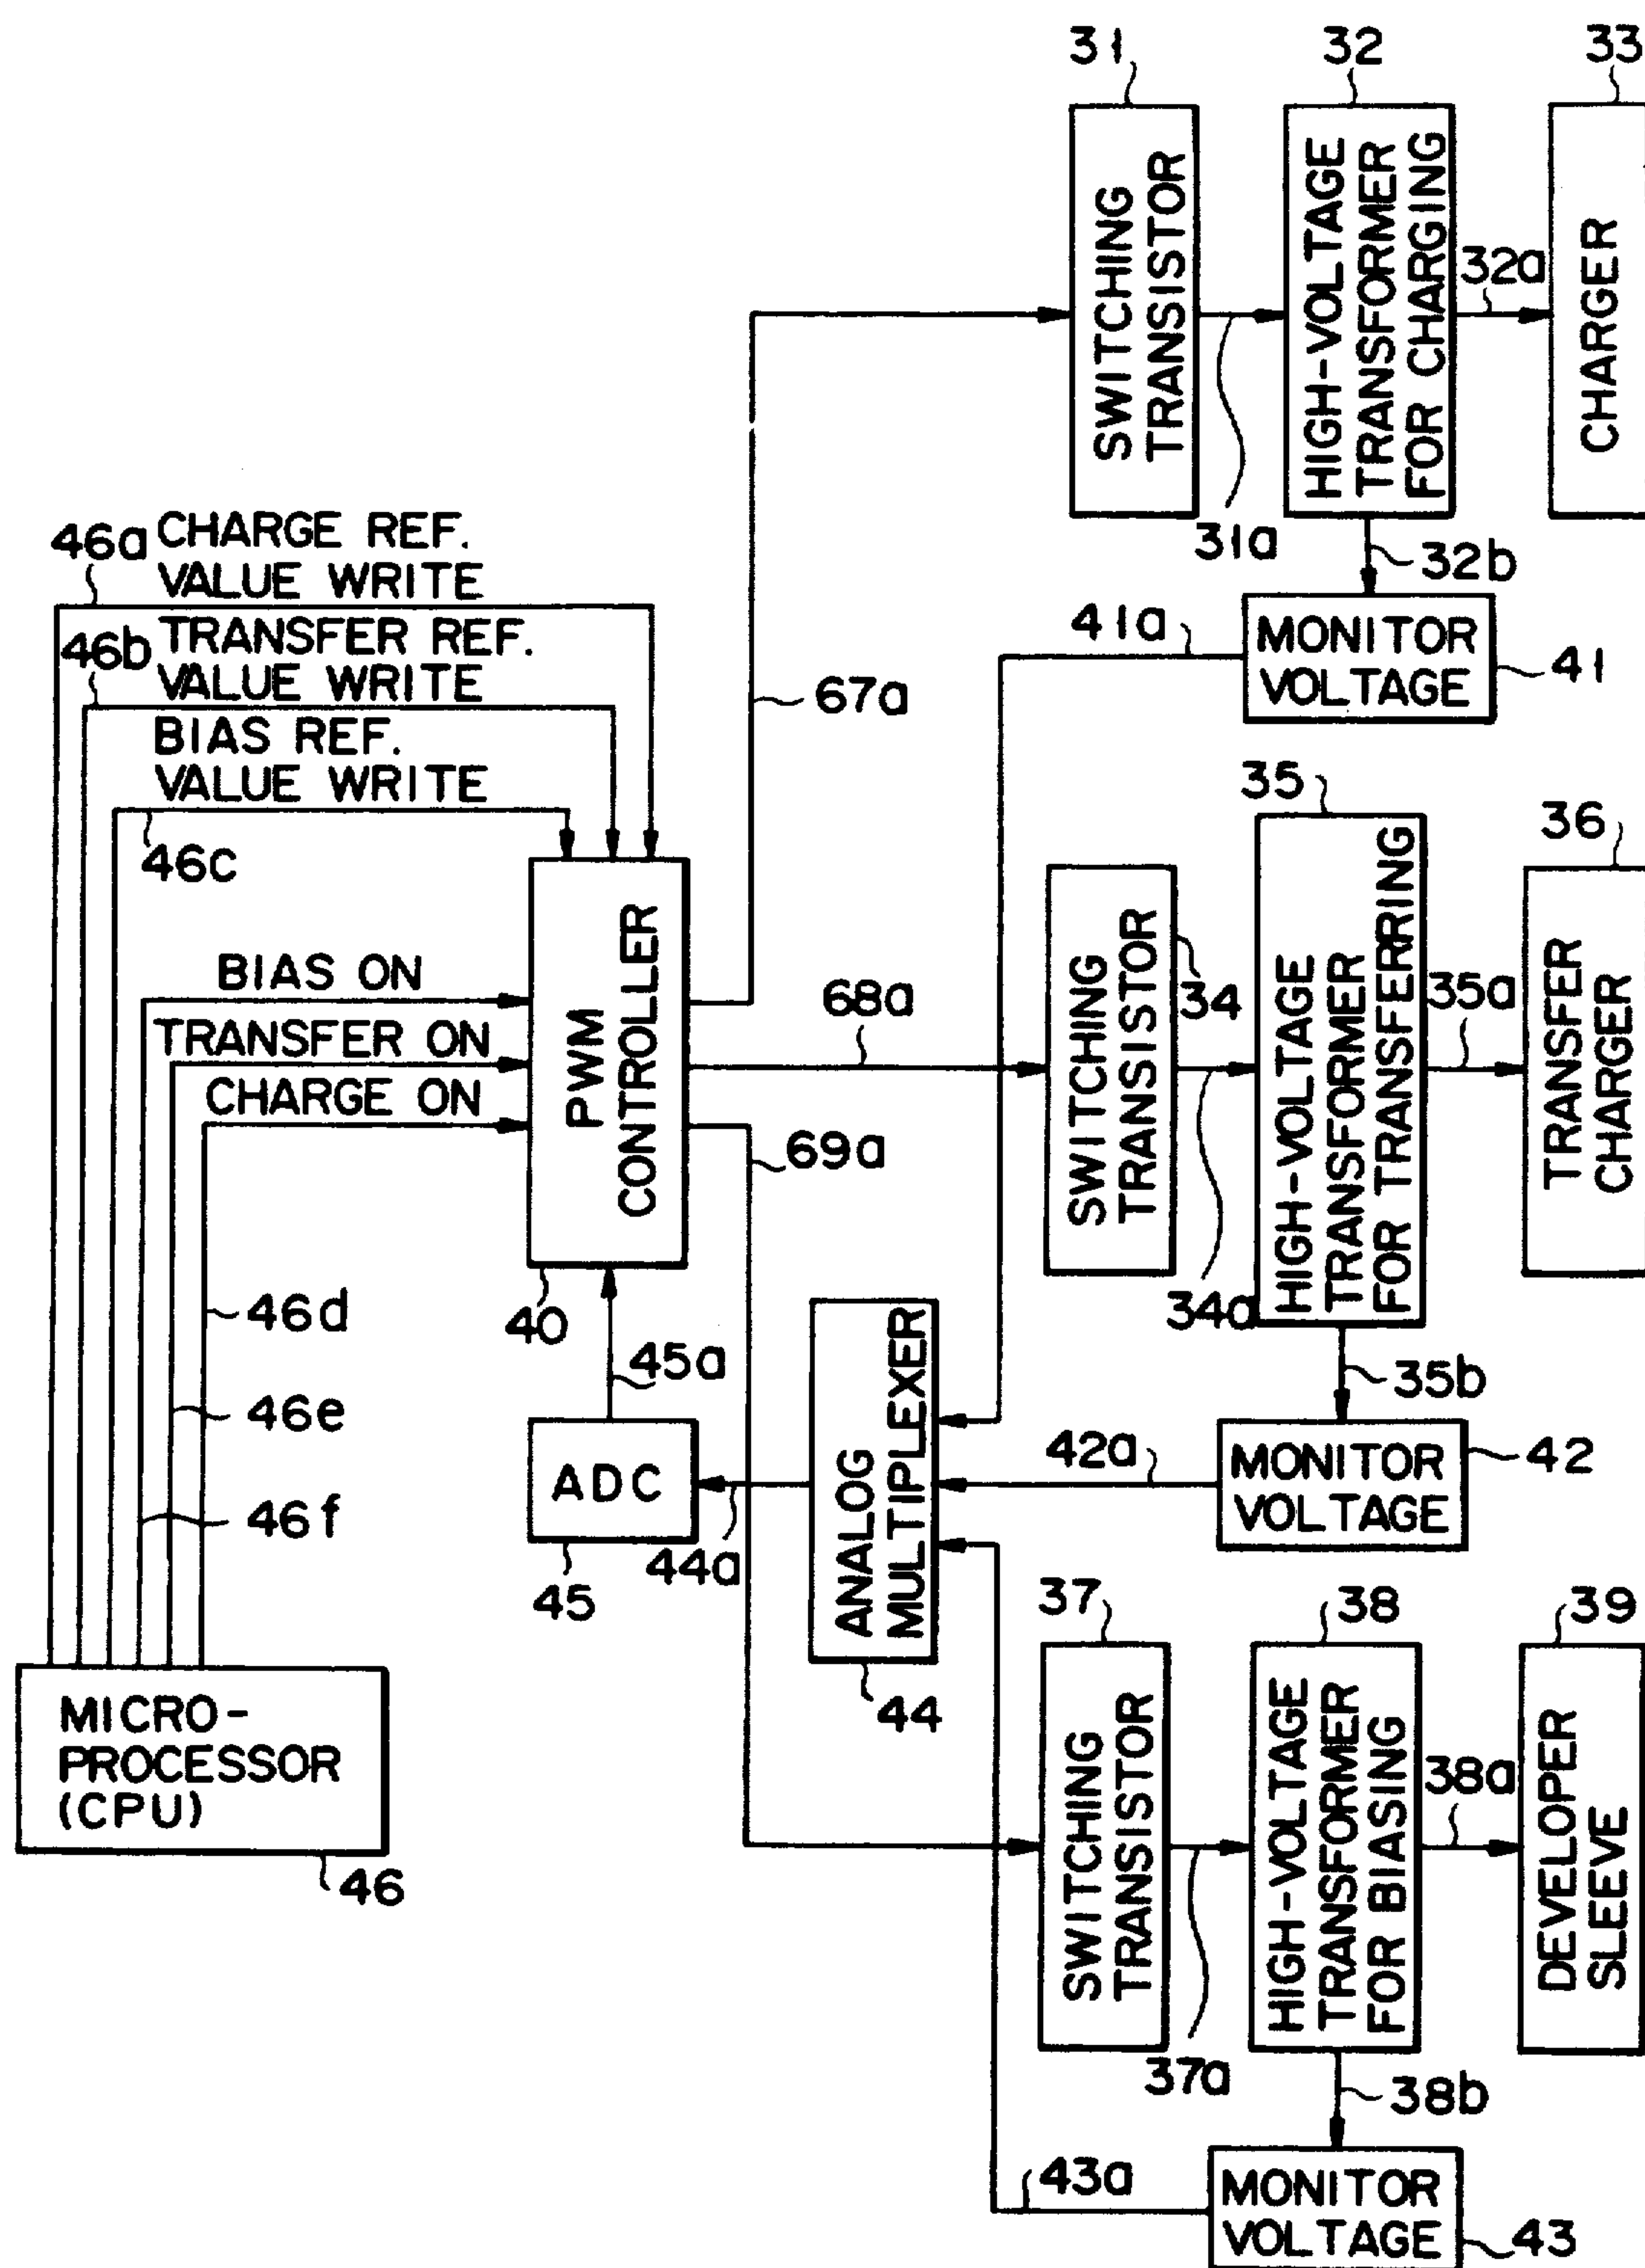 31
32
33
SWITCHING
TRANSISTOR
HIGH-VOLTAGE
TRANSFORMER
FOR CHARGING
CHARGER
32a
31a
32b
46a
CHARGE REF.
VALUE WRITE
46b
TRANSFER REF.
VALUE WRITE
BIAS REF.
VALUE WRITE
46c
41a
MONITOR
VOLTAGE
41
67a
35
36
PWM
CONTROLLER
BIAS ON
TRANSFER ON
CHARGE ON
68a
69a
SWITCHING
TRANSISTOR
34
HIGH-VOLTAGE
TRANSFORMER
FOR TRANSFERRING
35a
TRANSFER
CHARGER
34a
35b
40
45a
46d
46e
46f
ADC
45
44a
ANALOG
MULTIPLEXER
44
42a
MONITOR
VOLTAGE
42
37
38
39
MICRO-
PROCESSOR
(CPU)
46
SWITCHING
TRANSISTOR
HIGH-VOLTAGE
TRANSFORMER
FOR BIASING
38a
DEVELOPER
SLEEVE
37a
38b
43a
MONITOR
VOLTAGE
43